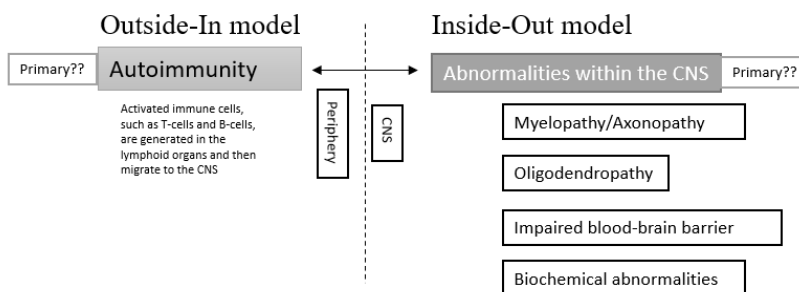 Outside-In model
Inside-Out model
Primary??
Autoimmunity
Abnormalities within the CNS
Primary??
Activated immune cells,
such as T-cells and B-cells,
are generated in the
lymphoid organs and then
migrate to the CNS
Periphery
CNS
Myelopathy/Axonopathy
Oligodendropathy
Impaired blood-brain barrier
Biochemical abnormalities